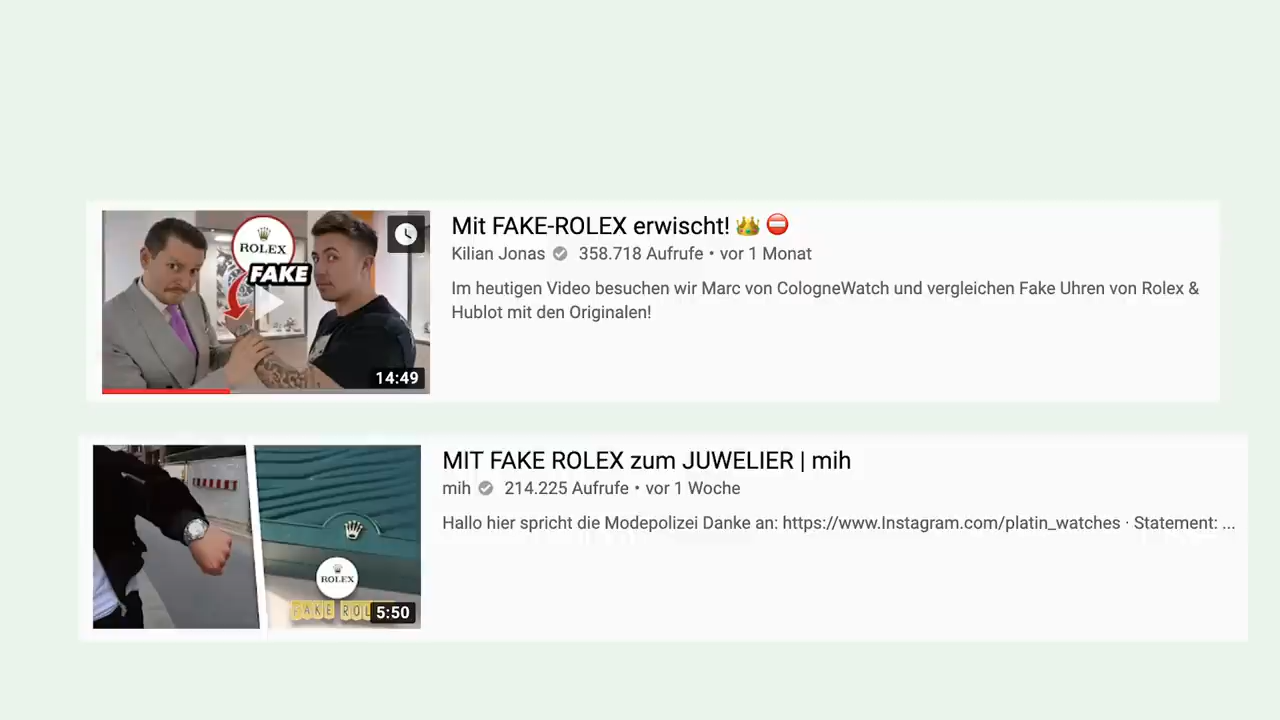 ROLEX
FAKE
14:49
Mit FAKE-ROLEX erwischt! 👑⛔
Kilian Jonas 358.718 Aufrufe • vor 1 Monat
Im heutigen Video besuchen wir Marc von CologneWatch und vergleichen Fake Uhren von Rolex &
Hublot mit den Originalen!
ROLEX
FAKE ROL
5:50
MIT FAKE ROLEX zum JUWELIER | mih
mih 214.225 Aufrufe • vor 1 Woche
Hallo hier spricht die Modepolizei Danke an: https://www.Instagram.com/platin_watches · Statement: ...